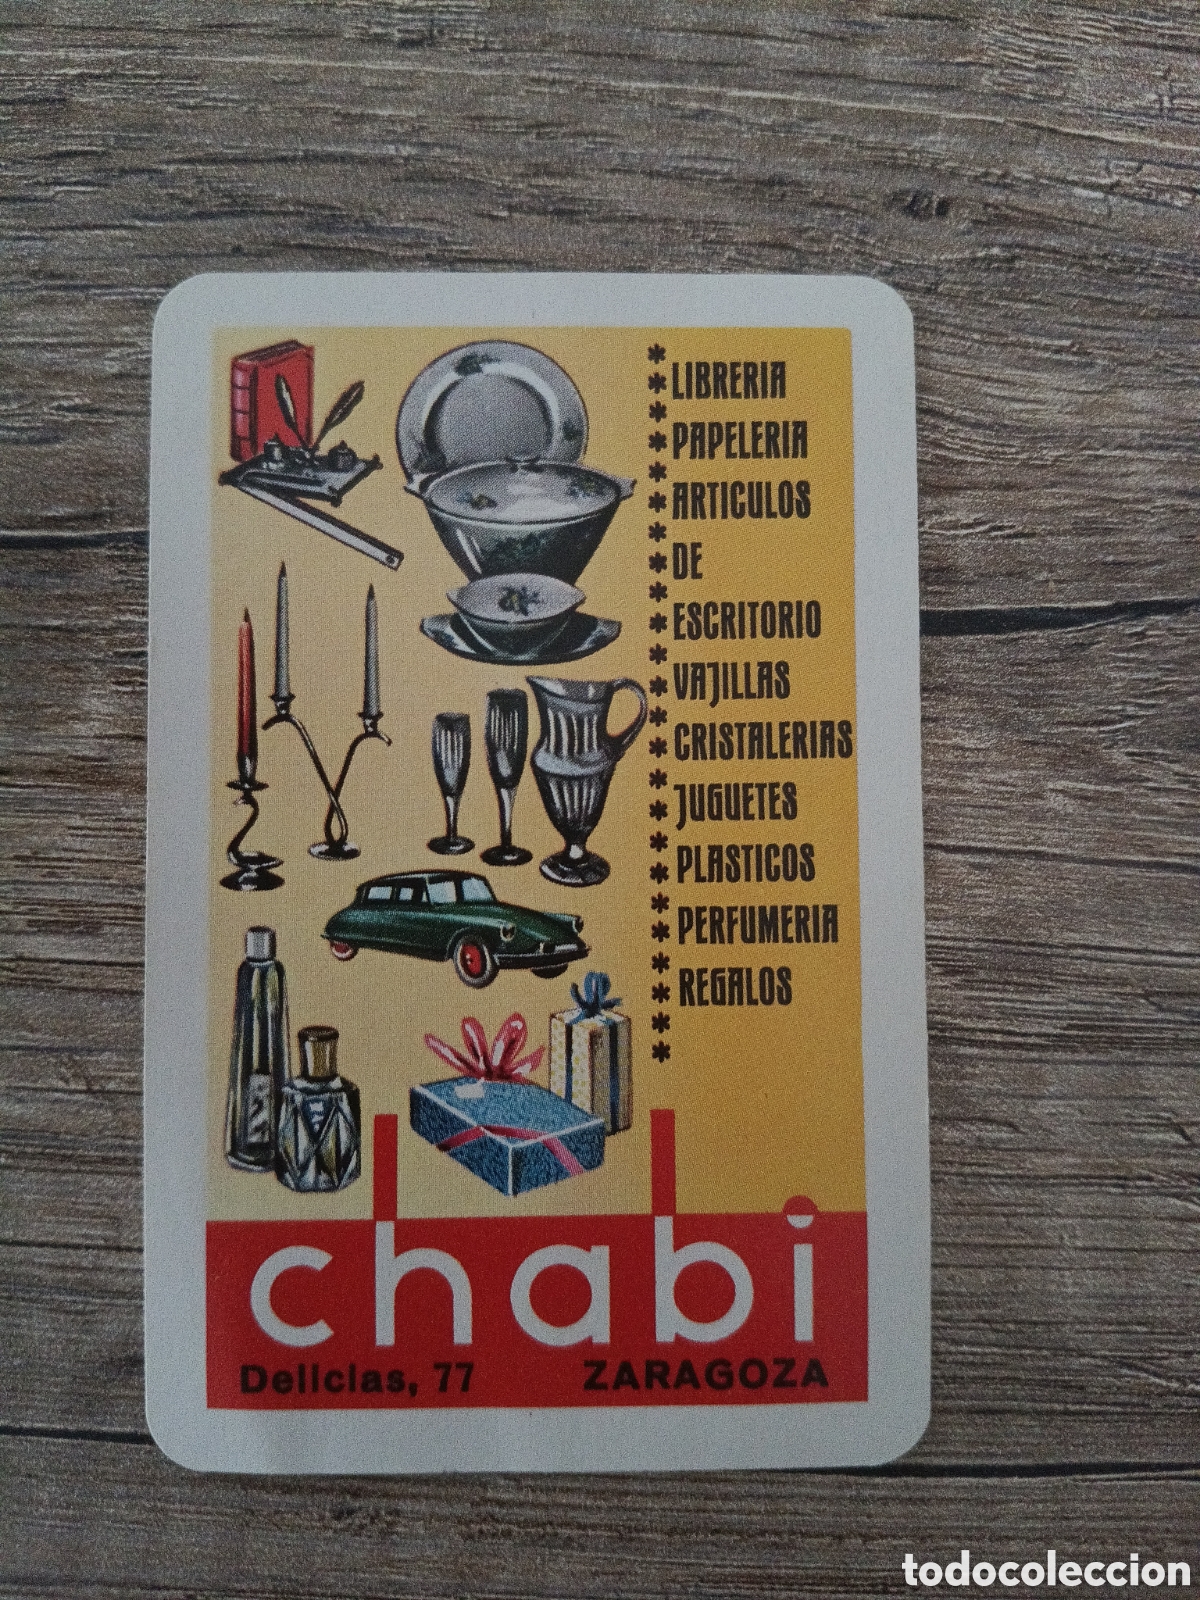 LIBRERIA
PAPELERIA
ARTICULOS
DE
ESCRITORIO
VAJILLAS
CRISTALERIAS
JUGUETES
PLASTICOS
PERFUMERIA
REGALOS
chabi
Delicias, 77 ZARAGOZA
todocoleccion